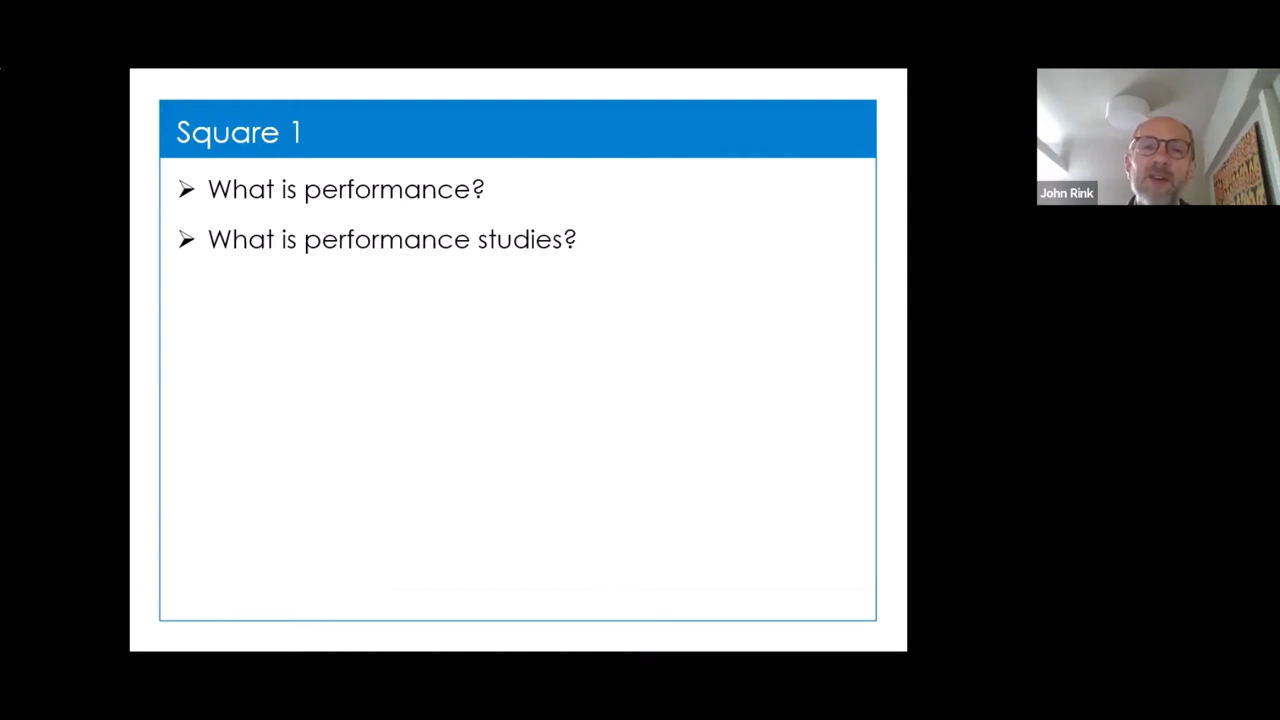 Square 1
➢ What is performance?
➢ What is performance studies?
John Rink